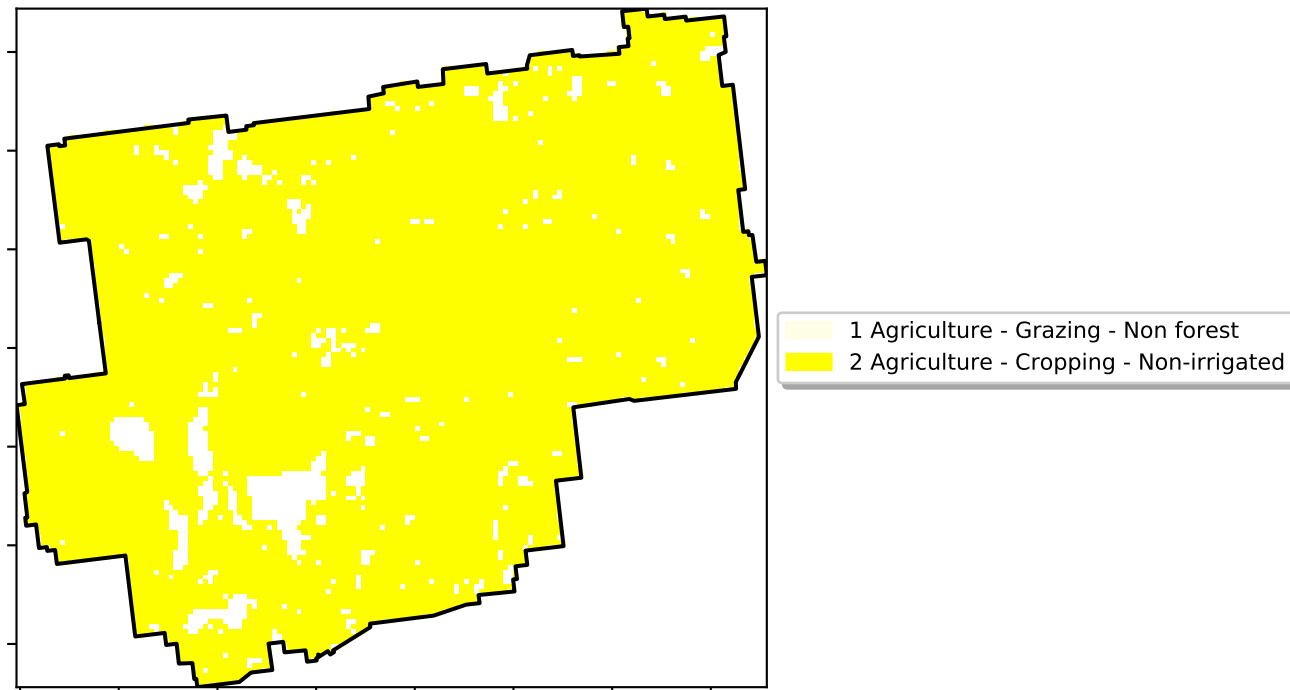 1 Agriculture - Grazing - Non forest
2 Agriculture - Cropping - Non-irrigated